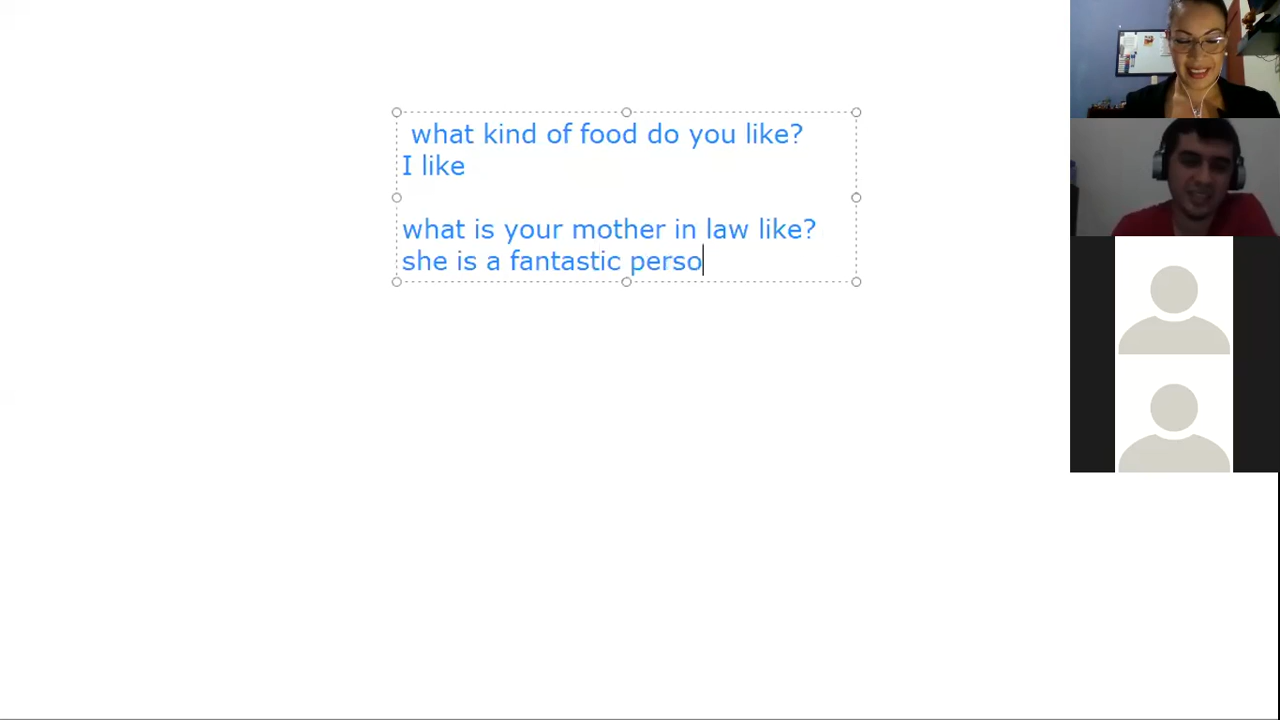 what kind of food do you like?
I like
what is your mother in law like?
she is a fantastic perso